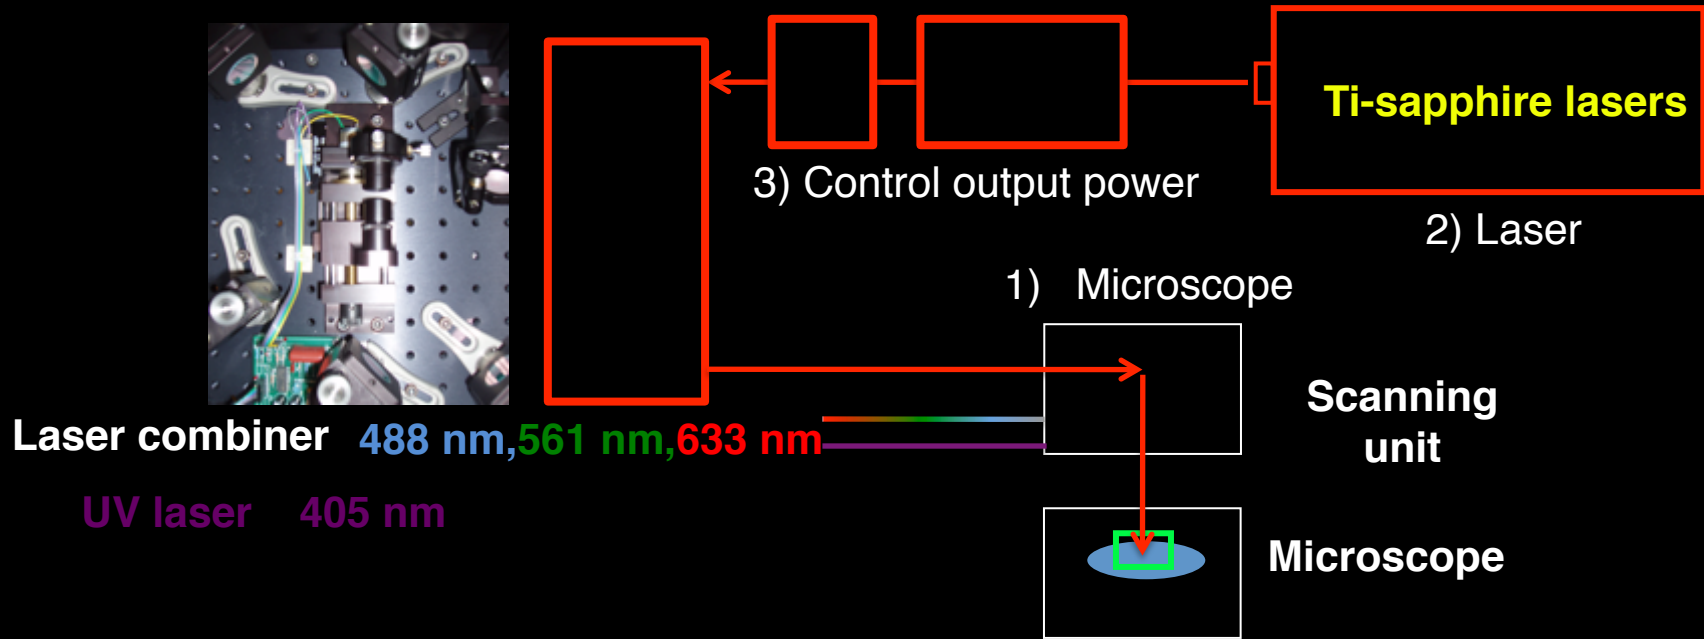 Ti-sapphire lasers
3) Control output power
2) Laser
1) Microscope
Scanning
unit
Laser combiner 488 nm,561 nm,633 nm
UV laser 405 nm
Microscope